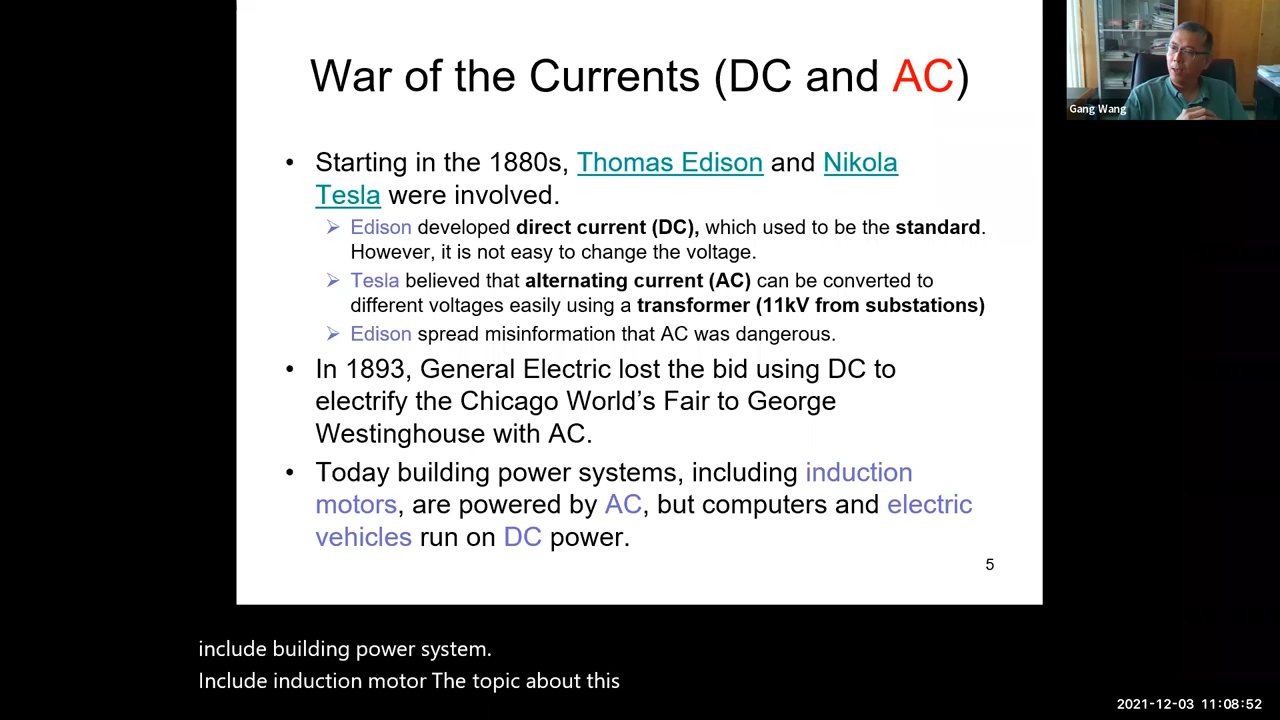 War of the Currents (DC and AC)
Gang Wang
• Starting in the 1880s, Thomas Edison and Nikola
Tesla were involved.
➢ Edison developed direct current (DC), which used to be the standard.
However, it is not easy to change the voltage.
➢ Tesla believed that alternating current (AC) can be converted to
different voltages easily using a transformer (11kV from substations)
➢ Edison spread misinformation that AC was dangerous.
• In 1893, General Electric lost the bid using DC to
electrify the Chicago World’s Fair to George
Westinghouse with AC.
• Today building power systems, including induction
motors, are powered by AC, but computers and electric
vehicles run on DC power.
5
include building power system.
Include induction motor The topic about this
2021-12-03 11:08:52